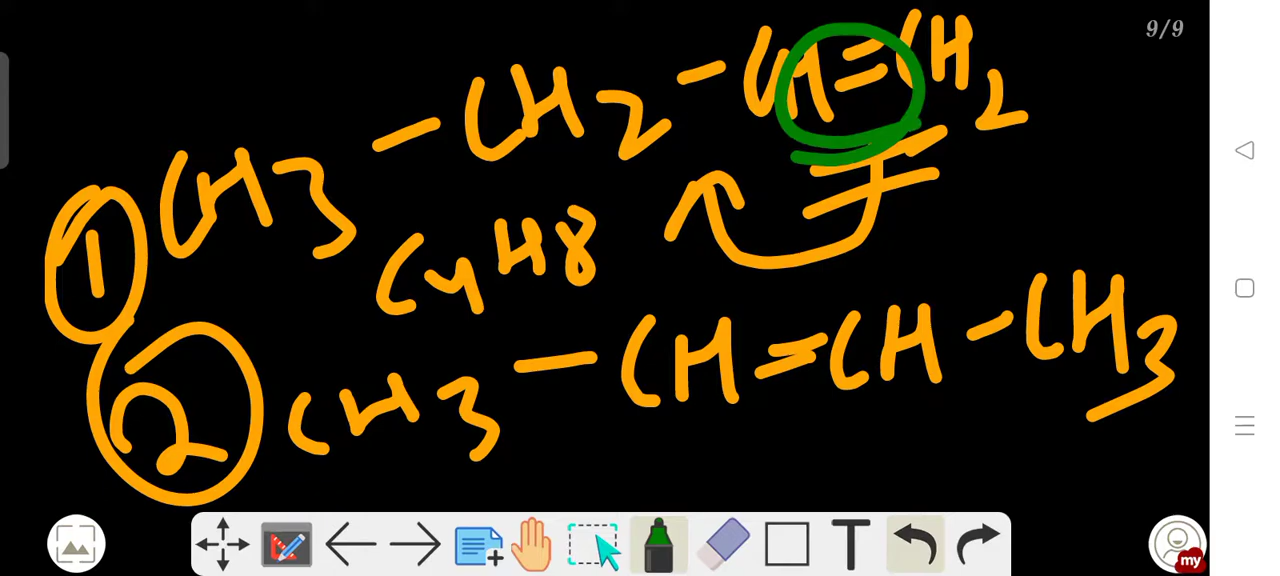 9/9
① CH3 - CH2 - CH = CH2
C4H8
② CH3 - CH = CH - CH3
T
my